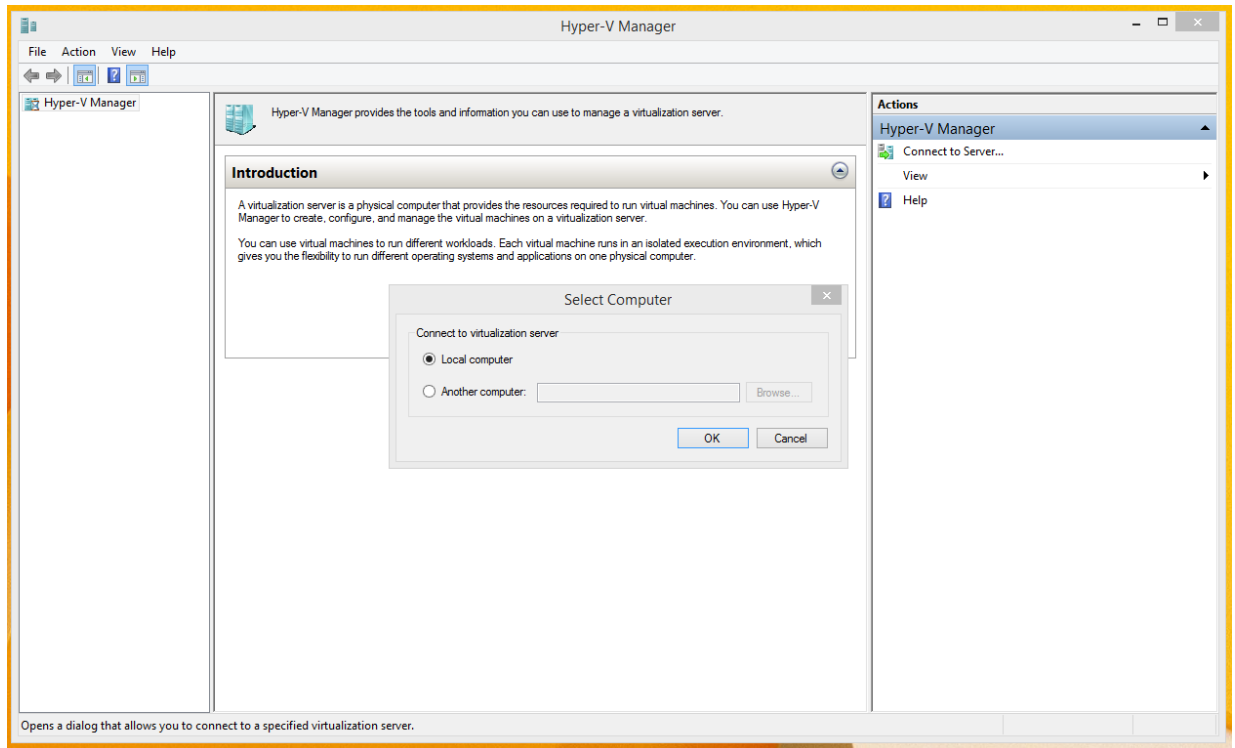 Hyper-V Manager
File Action View Help
Hyper-V Manager
Hyper-V Manager provides the tools and information you can use to manage a virtualization server.
Introduction
A virtualization server is a physical computer that provides the resources required to run virtual machines. You can use Hyper-V
Manager to create, configure, and manage the virtual machines on a virtualization server.
You can use virtual machines to run different workloads. Each virtual machine runs in an isolated execution environment, which
gives you the flexibility to run different operating systems and applications on one physical computer.
Select Computer
Connect to virtualization server
Local computer
Another computer:
Browse...
OK
Cancel
Actions
Hyper-V Manager
Connect to Server...
View
Help
Opens a dialog that allows you to connect to a specified virtualization server.